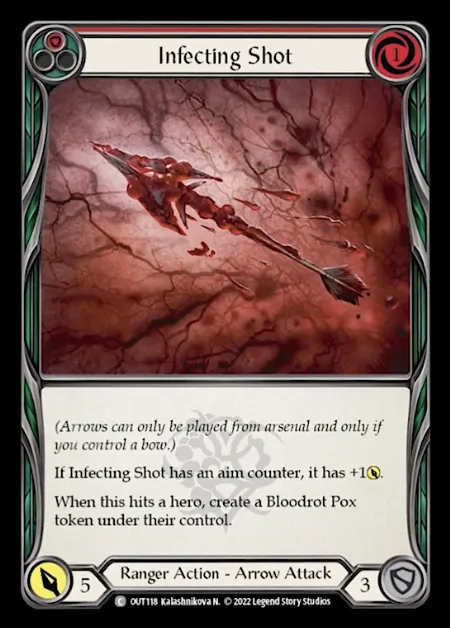 Infecting Shot
1
(Arrows can only be played from arsenal and only if
you control a bow.)
If Infecting Shot has an aim counter, it has +1.
When this hits a hero, create a Bloodrot Pox
token under their control.
5
Ranger Action - Arrow Attack
3
C OUT118 Kalashnikova N. © 2022 Legend Story Studios